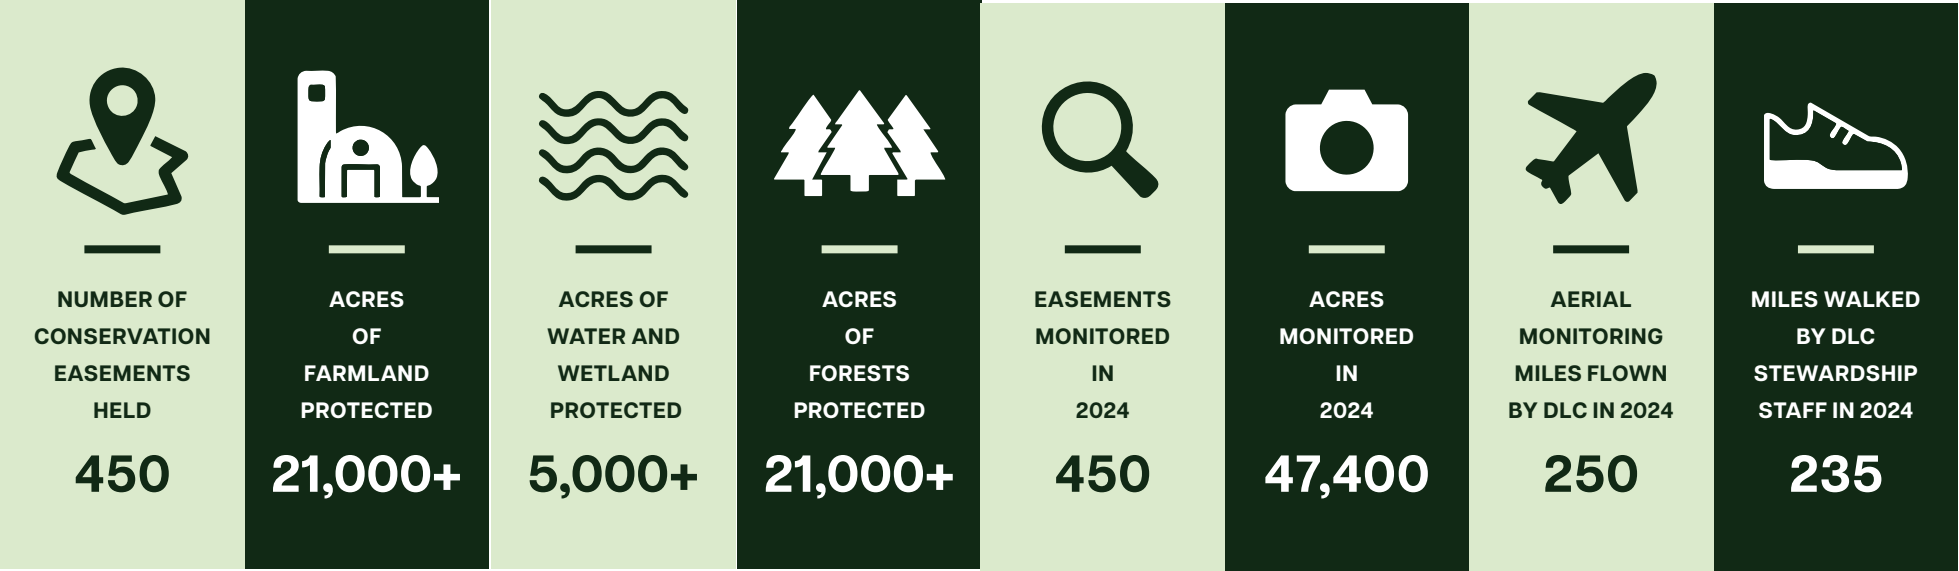 NUMBER OF
CONSERVATION
EASEMENTS
HELD
450
ACRES
OF
FARMLAND
PROTECTED
21,000+
ACRES OF
WATER AND
WETLAND
PROTECTED
5,000+
ACRES
OF
FORESTS
PROTECTED
21,000+
EASEMENTS
MONITORED
IN
2024
450
ACRES
MONITORED
IN
2024
47,400
AERIAL
MONITORING
MILES FLOWN
BY DLC IN 2024
250
MILES WALKED
BY DLC
STEWARDSHIP
STAFF IN 2024
235